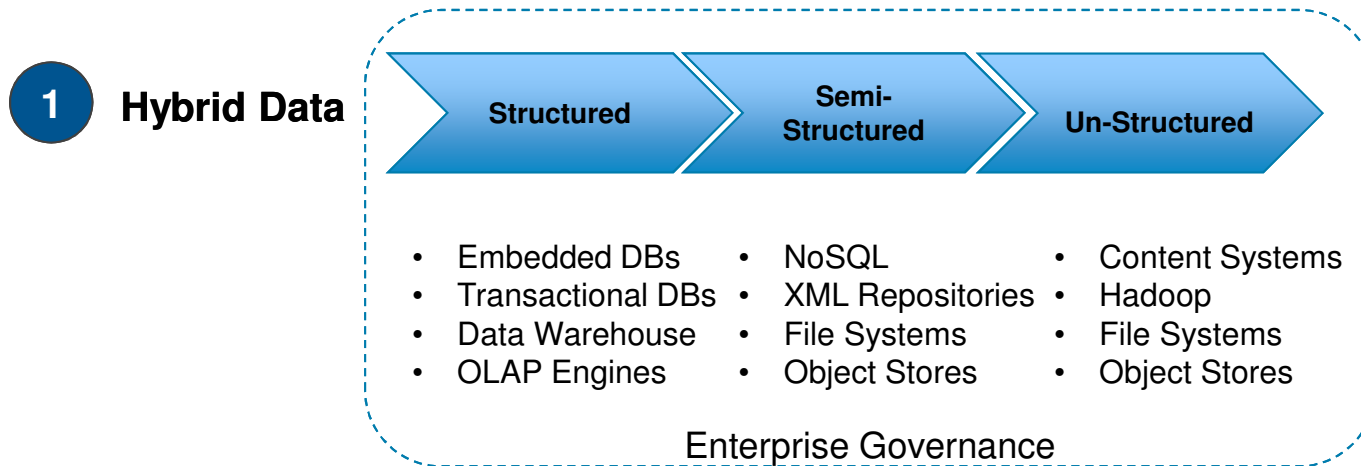 1
Hybrid Data
Structured
Semi-
Structured
Un-Structured
• Embedded DBs
• Transactional DBs
• Data Warehouse
• OLAP Engines
• NoSQL
• XML Repositories
• File Systems
• Object Stores
• Content Systems
• Hadoop
• File Systems
• Object Stores
Enterprise Governance